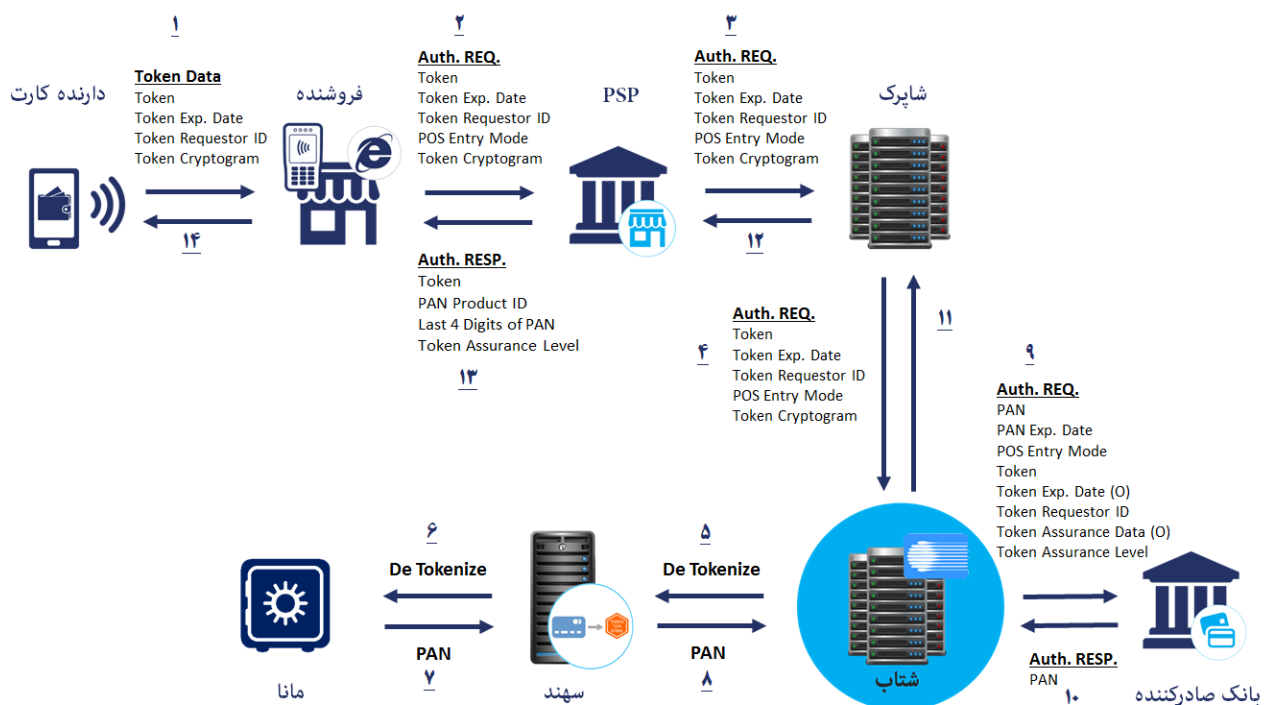 ۱
Token Data
Token
Token Exp. Date
Token Requestor ID
Token Cryptogram
دارنده کارت
فروشنده
۱۴
۲
Auth. REQ.
Token
Token Exp. Date
Token Requestor ID
POS Entry Mode
Token Cryptogram
PSP
Auth. RESP.
Token
PAN Product ID
Last 4 Digits of PAN
Token Assurance Level
۱۳
۳
Auth. REQ.
Token
Token Exp. Date
Token Requestor ID
POS Entry Mode
Token Cryptogram
شاپرک
۱۲
۴
Auth. REQ.
Token
Token Exp. Date
Token Requestor ID
POS Entry Mode
Token Cryptogram
۱۱
۹
Auth. REQ.
PAN
PAN Exp. Date
POS Entry Mode
Token
Token Exp. Date (O)
Token Requestor ID
Token Assurance Data (O)
Token Assurance Level
۶
De Tokenize
PAN
۷
مانا
سهند
۵
De Tokenize
PAN
۸
شتاب
Auth. RESP.
PAN
۱۰
بانک صادرکننده